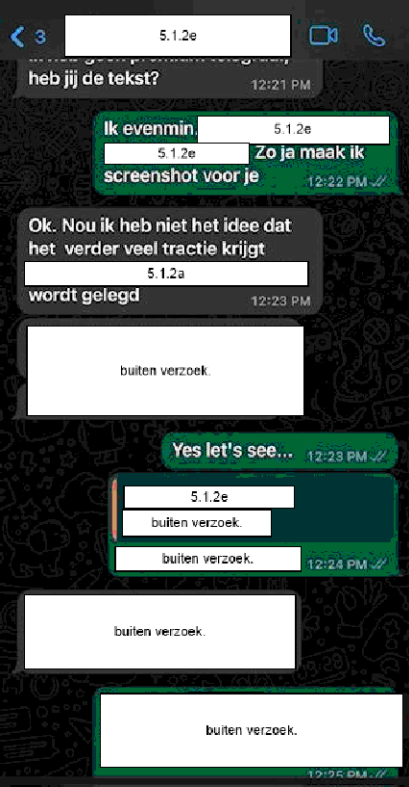 3
5.1.2e
heb jij de tekst?
12:21 PM
Ik evenmin. 5.1.2e
5.1.2e Zo ja maak ik
screenshot voor je
12:22 PM
Ok. Nou ik heb niet het idee dat
het verder veel tractie krijgt
5.1.2a
wordt gelegd
12:23 PM
buiten verzoek.
Yes let's see...
12:23 PM
5.1.2e
buiten verzoek.
buiten verzoek.
12:24 PM
buiten verzoek.
buiten verzoek.
12:25 PM